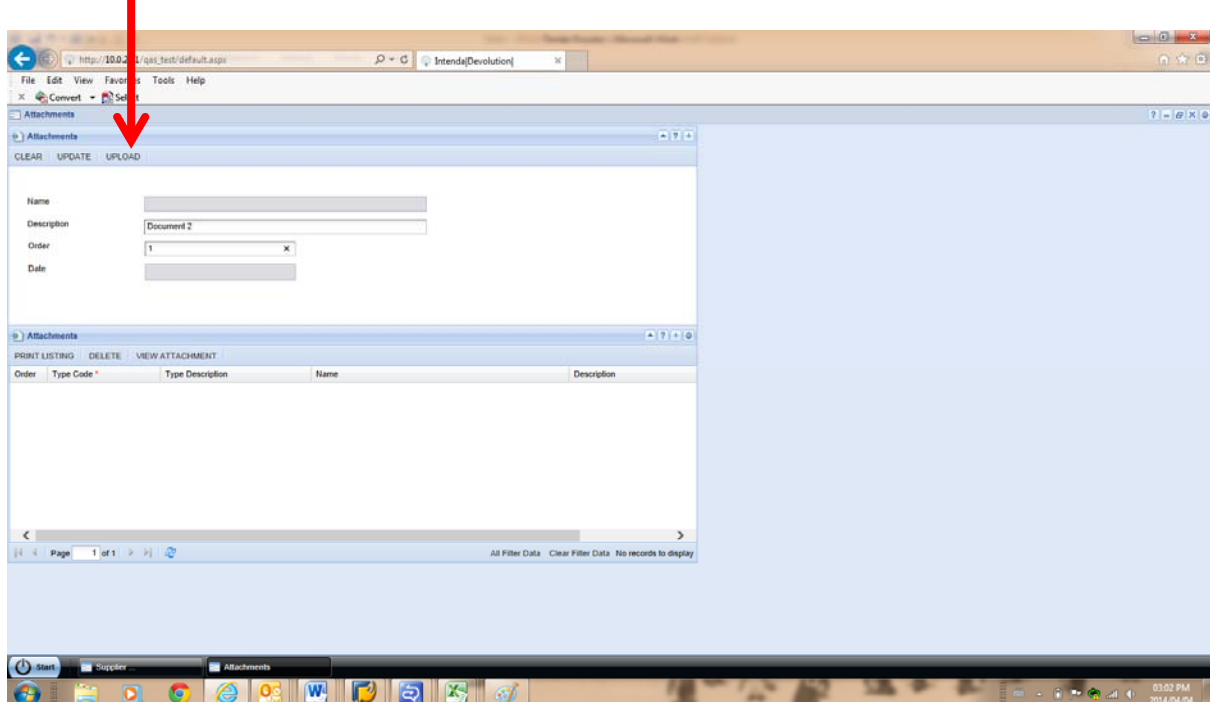 http://10.0.2 1/qas_test/default.aspx
Intenda|Devolution|
File Edit View Favorites Tools Help
Convert Select
Attachments
Attachments
CLEAR UPDATE UPLOAD
Name
Description Document 2
Order 1
Date
Attachments
PRINT LISTING DELETE VIEW ATTACHMENT
Order Type Code * Type Description Name Description
Page 1 of 1 All Filter Data Clear Filter Data No records to display
Start Supplier ... Attachments
03:02 PM
2014/04/04